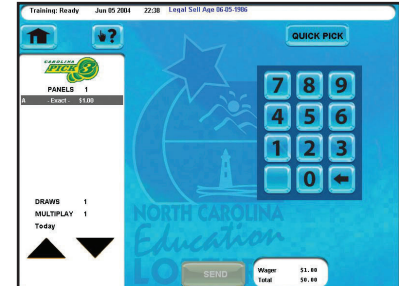 Training: Ready Jun 05 2004 22:38 Legal Sell Age 06-05-1986
?
QUICK PICK
CAROLINA
PICK 3
PANELS 1
A - Exact - $1.00
7 8 9
4 5 6
1 2 3
0
DRAWS 1
MULTIPLAY 1
Today
NORTH CAROLINA
Education
SEND
Wager $1.00
Total $0.00